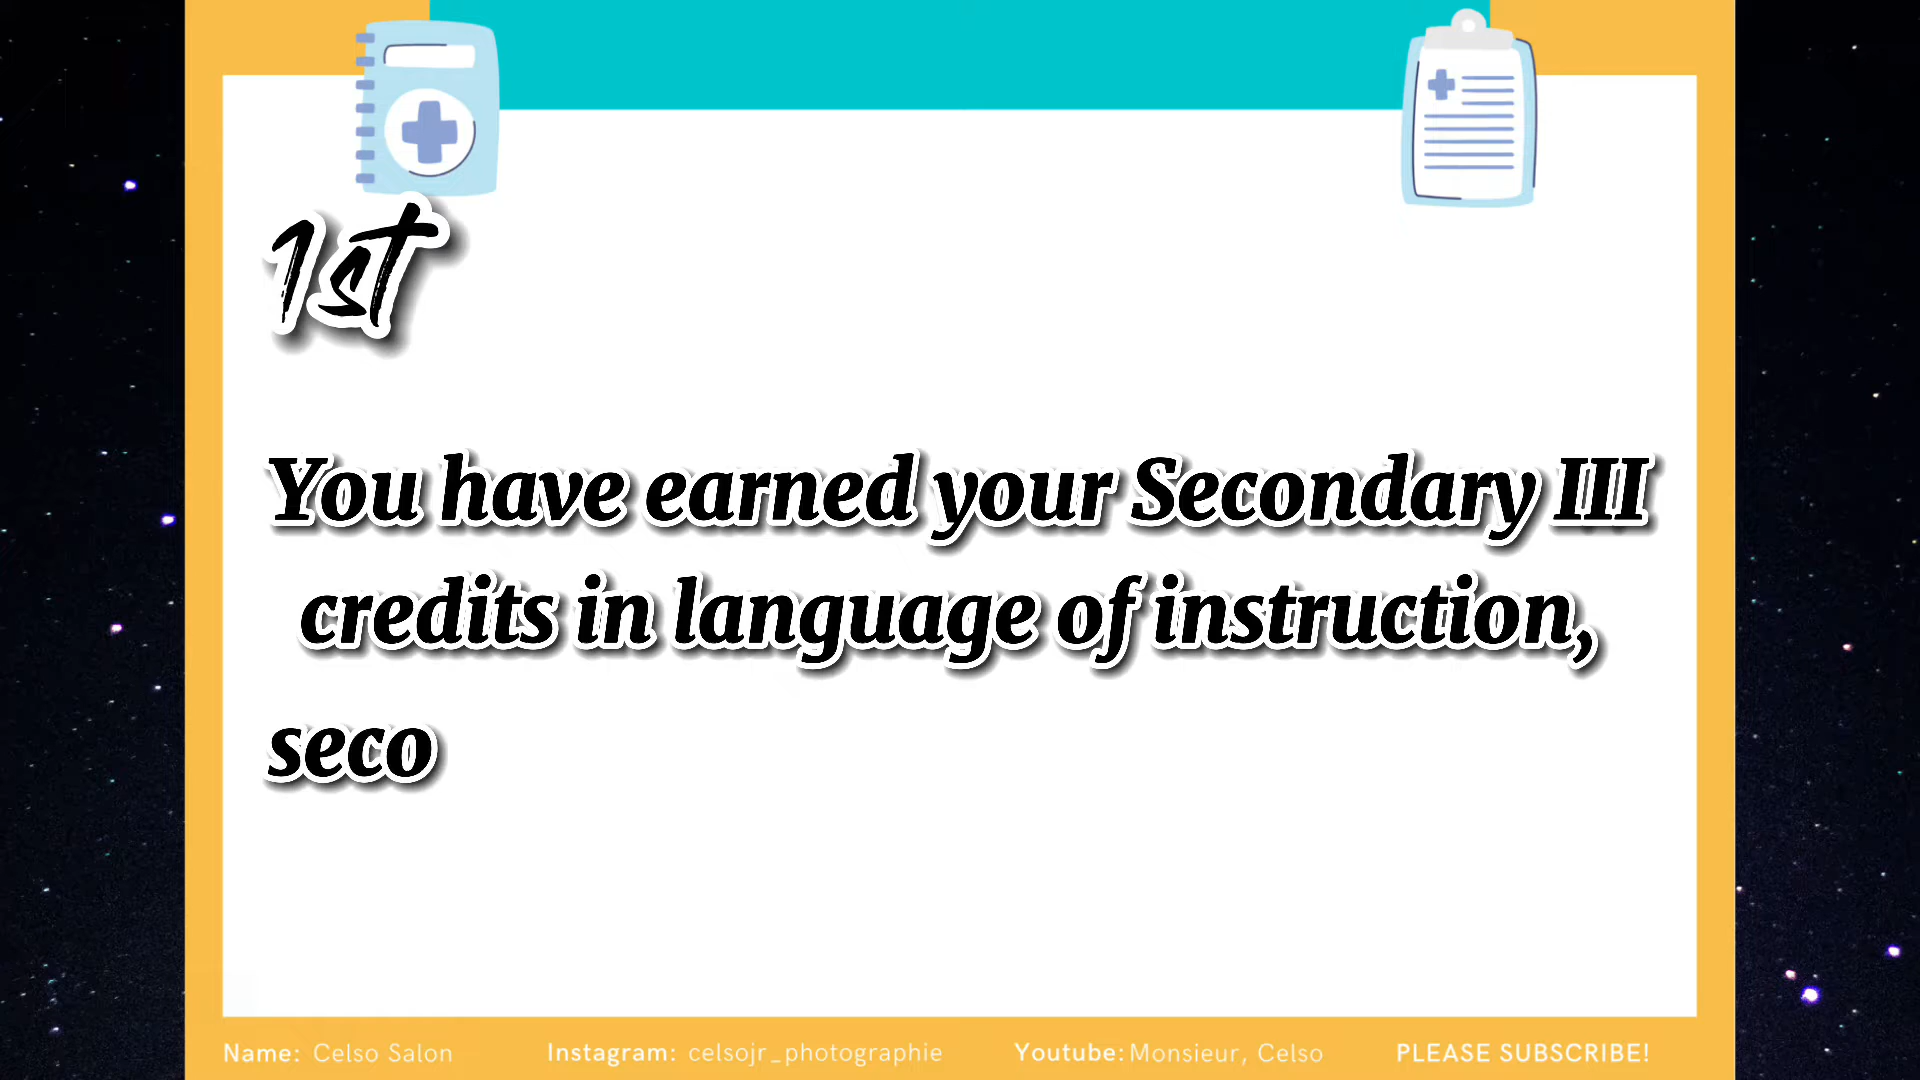 1st
You have earned your Secondary III
credits in language of instruction,
seco
Name: Celso Salon Instagram: celsojr_photographie Youtube: Monsieur, Celso PLEASE SUBSCRIBE!